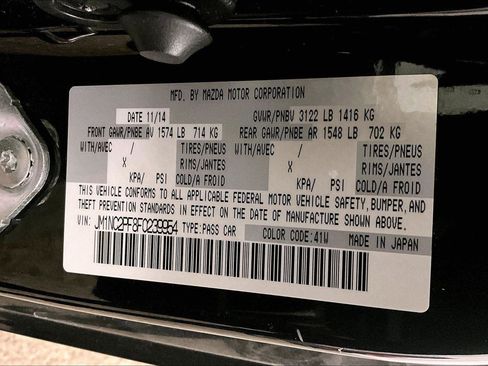 MFD. BY MAZDA MOTOR CORPORATION
DATE 11/14 GVWR/PNBV 3122 LB 1416 KG
FRONT GAWR/PNBE AV 1574 LB 714 KG REAR GAWR/PNBE AR 1548 LB 702 KG
WITH/AVEC / TIRES/PNEUS WITH/AVEC / TIRES/PNEUS
X RIMS/JANTES X RIMS/JANTES
KPA/ PSI COLD/A FROID KPA/ PSI COLD/A FROID
THIS VEHICLE CONFORMS TO ALL APPLICABLE FEDERAL MOTOR VEHICLE SAFETY, BUMPER, AND
THEFT PREVENTION STANDARDS IN EFFECT ON THE DATE OF MANUFACTURE SHOWN ABOVE.
JM1NC2PF8F0239954 TYPE:PASS CAR COLOR CODE:41W MADE IN JAPAN